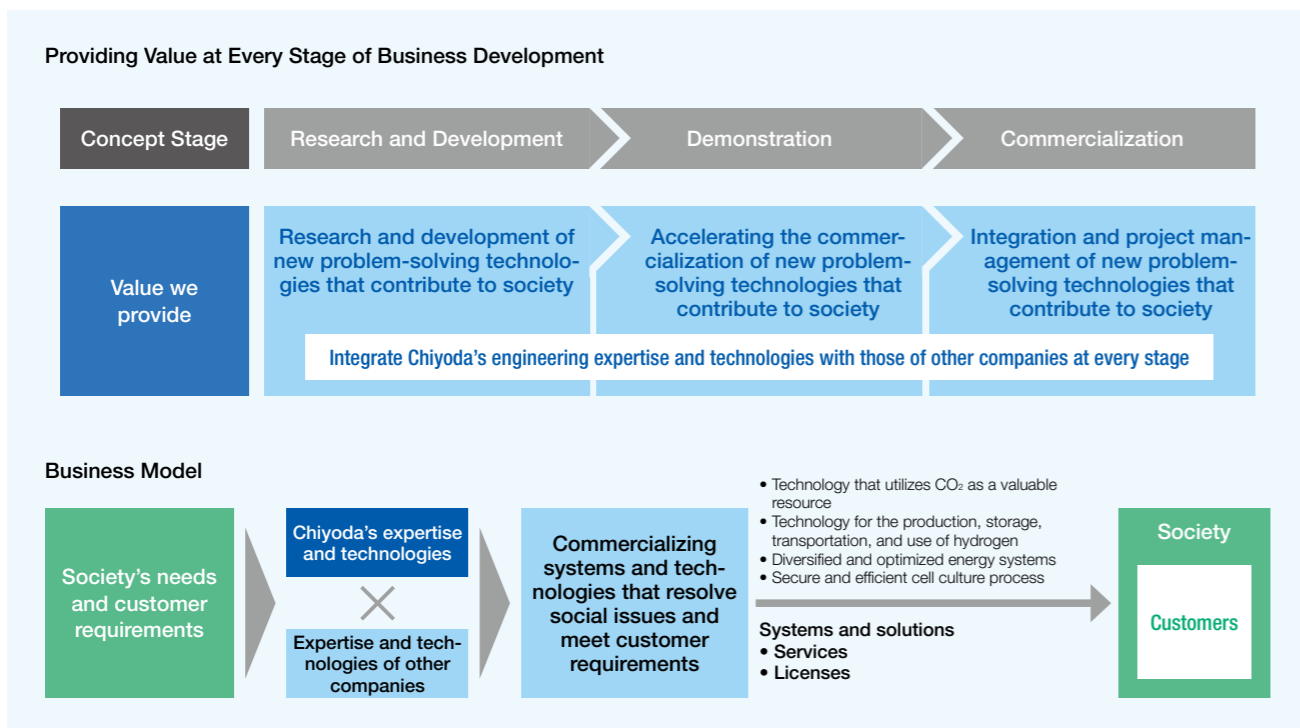 Providing Value at Every Stage of Business Development
Concept Stage
Research and Development
Demonstration
Commercialization
Value we
provide
Research and development of
new problem-solving technolo-
gies that contribute to society
Accelerating the commer-
cialization of new problem-
solving technologies that
contribute to society
Integration and project man-
agement of new problem-
solving technologies that
contribute to society
Integrate Chiyoda’s engineering expertise and technologies with those of other companies at every stage
Business Model
Society’s needs
and customer
requirements
Chiyoda’s expertise
and technologies
Expertise and tech-
nologies of other
companies
Commercializing
systems and tech-
nologies that resolve
social issues and
meet customer
requirements
• Technology that utilizes CO₂ as a valuable
resource
• Technology for the production, storage,
transportation, and use of hydrogen
• Diversified and optimized energy systems
• Secure and efficient cell culture process
Systems and solutions
• Services
• Licenses
Society
Customers